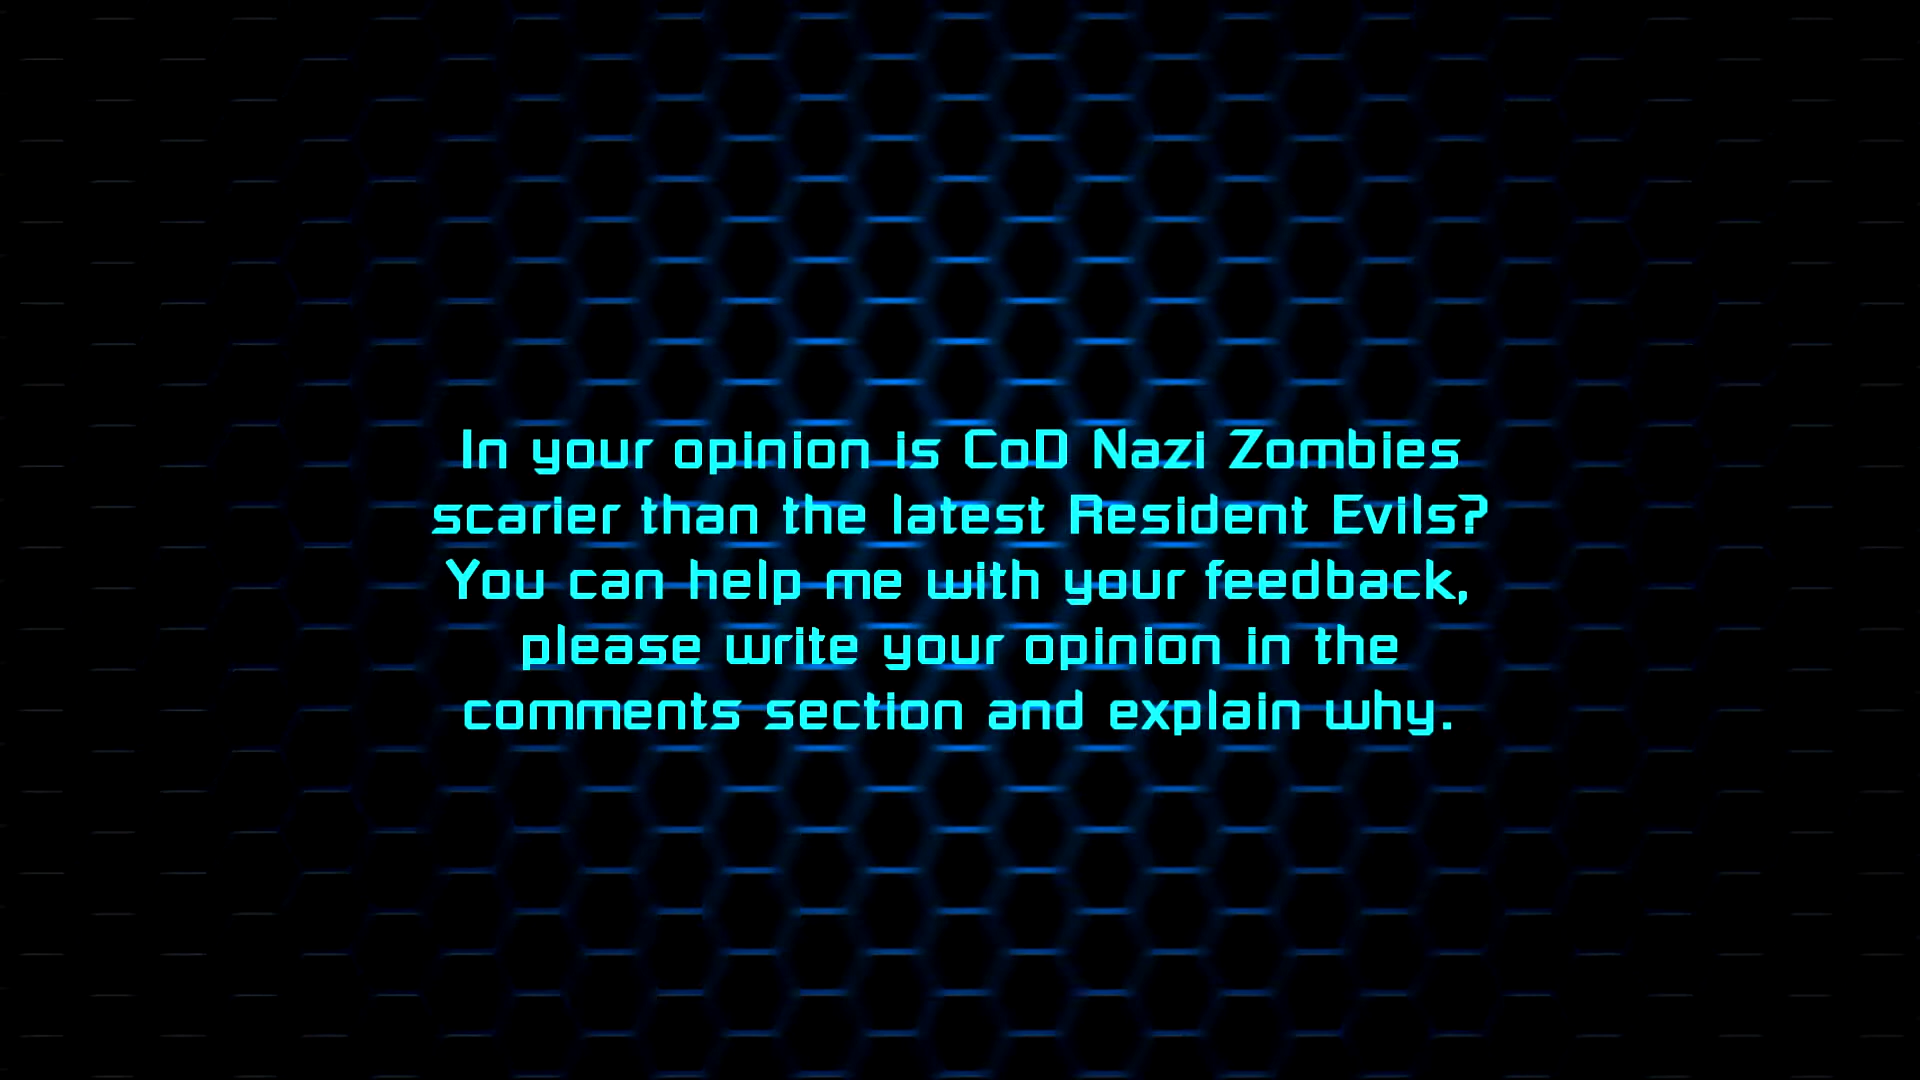 In your opinion is CoD Nazi Zombies
scarier than the latest Resident Evils?
You can help me with your feedback,
please write your opinion in the
comments section and explain why.